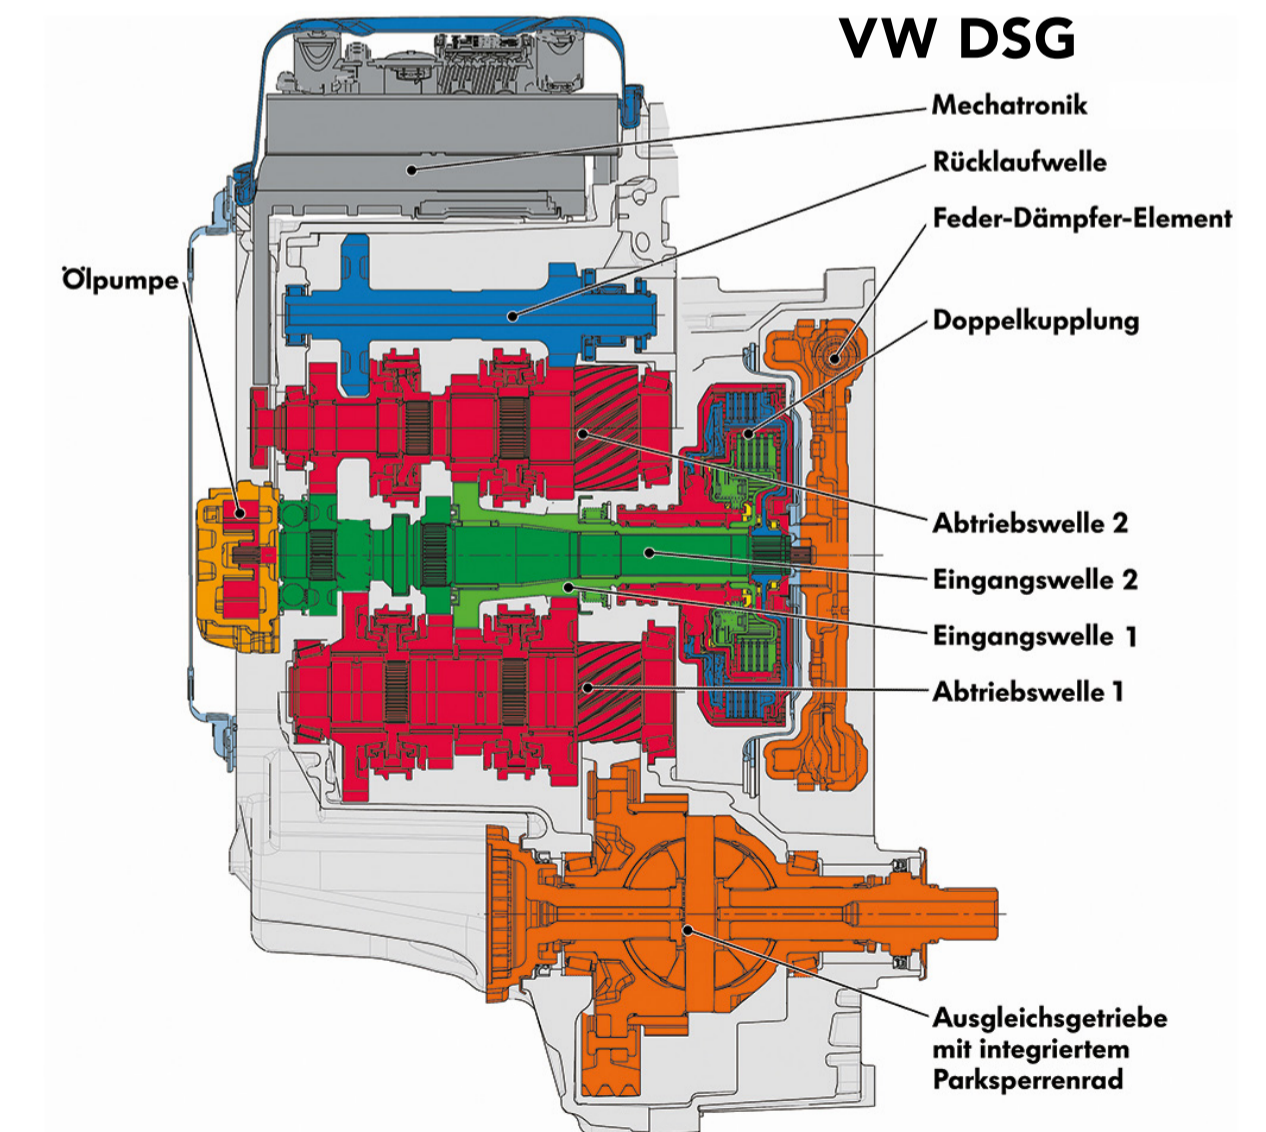 VW DSG
Mechatronik
Rücklaufwelle
Feder-Dämpfer-Element
Ölpumpe
Doppelkupplung
Abtriebswelle 2
Eingangswelle 2
Eingangswelle 1
Abtriebswelle 1
Ausgleichsgetriebe
mit integriertem
Parksperrenrad